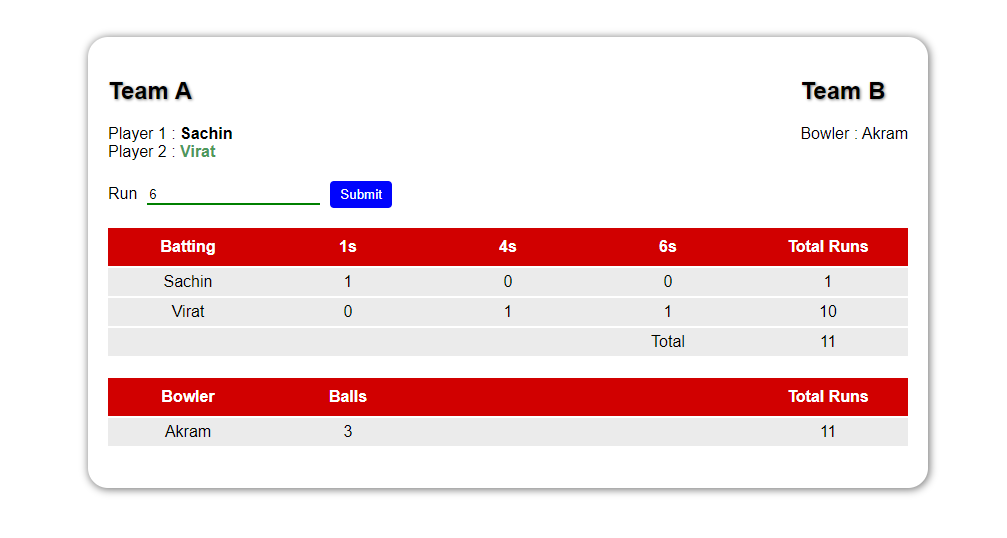 Team A Team B
Player 1 : Sachin Bowler : Akram
Player 2 : Virat
Run 6 Submit
Batting 1s 4s 6s Total Runs
Sachin 1 0 0 1
Virat 0 1 1 10
Total 11
Bowler Balls Total Runs
Akram 3 11